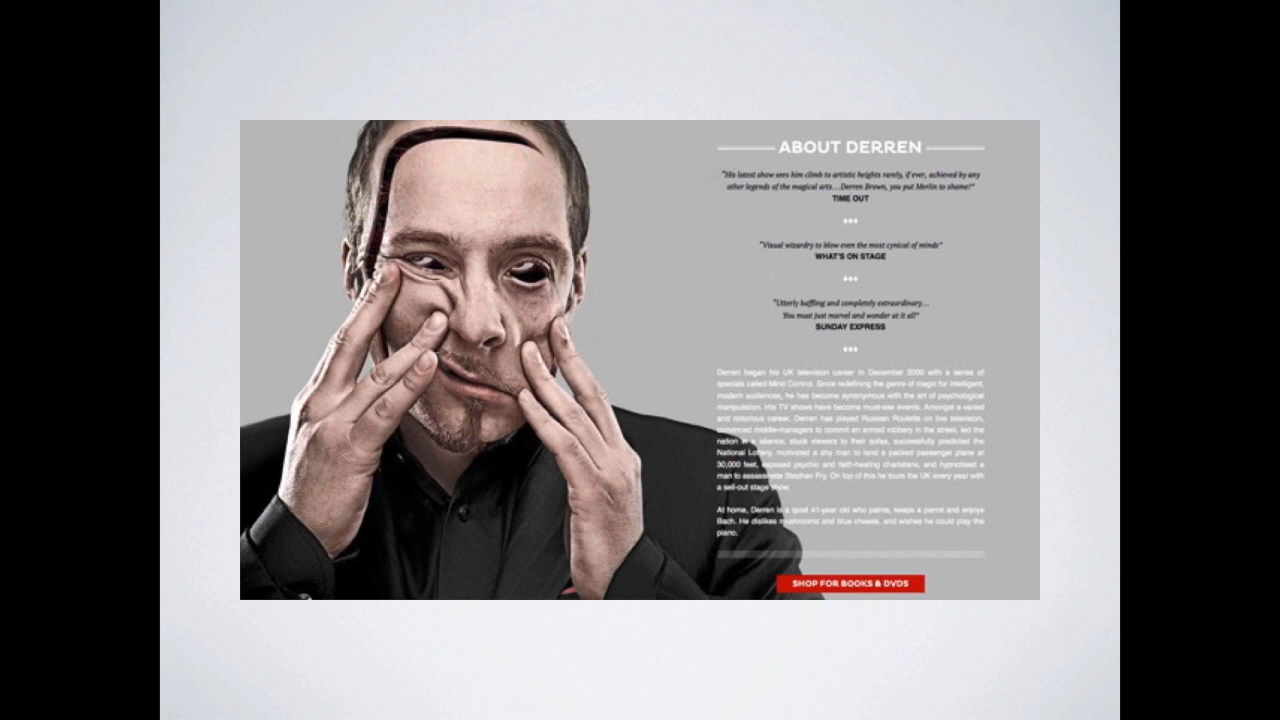 ABOUT DERREN
"His latest show sees him climb to artistic heights rarely, if ever, achieved by any
other legends of the magical arts....Derren Brown, you put Merlin to shame!"
TIME OUT
"Visual wizardry to blow even the most cynical of minds"
WHAT'S ON STAGE
"Utterly baffling and completely extraordinary...
You must just marvel and wonder at it all"
SUNDAY EXPRESS
Derren began his UK television career in December 2000 with a series of
specials called Mind Control. Since redefining the genre of magic for intelligent,
modern audiences, he has become synonymous with the art of psychological
manipulation. His TV shows have become must-see events. Amongst a varied
and notorious career, Derren has played Russian Roulette on live television,
convinced middle-managers to commit an armed robbery in the street, led the
nation in a séance, stuck viewers to their sofas, successfully predicted the
National Lottery, motivated a shy man to land a packed passenger plane at
30,000 feet, exposed psychic and faith-healing charlatans, and hypnotised a
man to assassinate Stephen Fry. On top of this he tours the UK every year with
a sell-out stage show.
At home, Derren is a quiet 41-year old who paints, keeps a parrot and enjoys
Bach. He dislikes mushrooms and blue cheese, and wishes he could play the
piano.
SHOP FOR BOOKS & DVDS